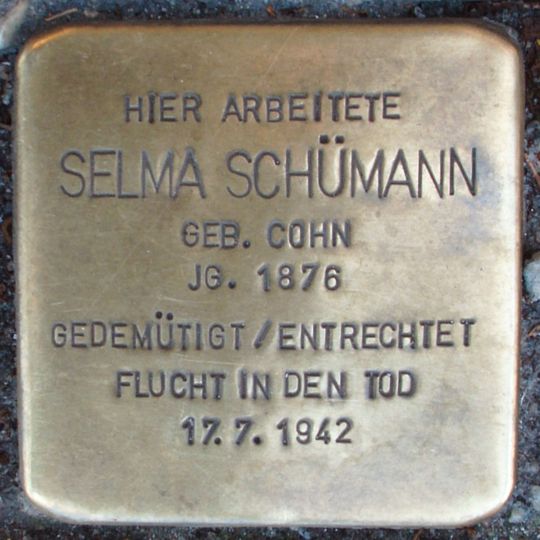 HIER ARBEITETE
SELMA SCHÜMANN
GEB. COHN
JG. 1876
GEDEMÜTIGT/ENTRECHTET
FLUCHT IN DEN TOD
17.7.1942